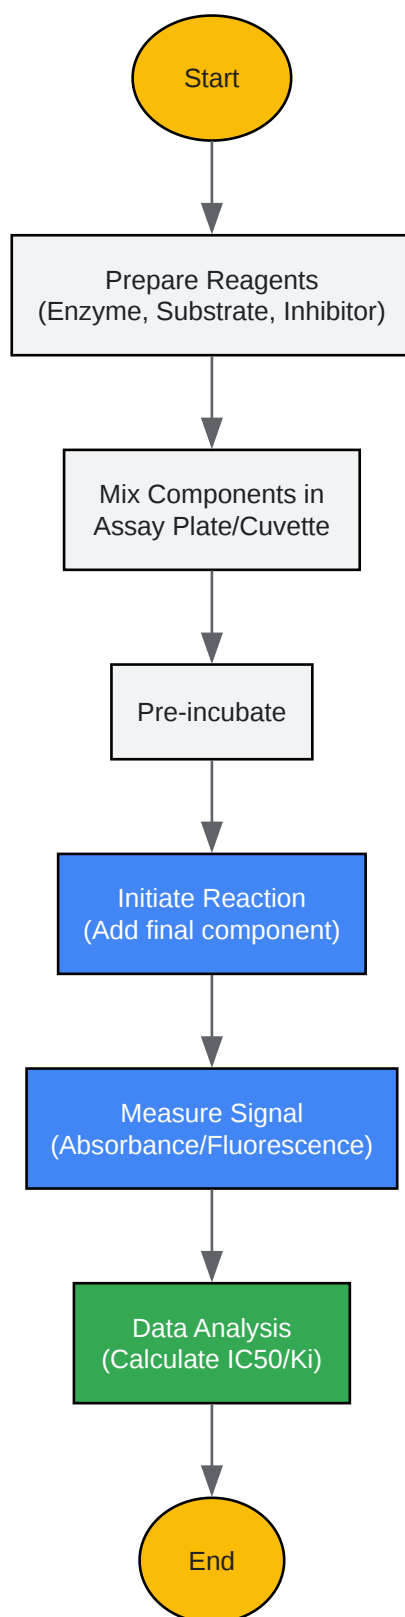 Start
Prepare Reagents
(Enzyme, Substrate, Inhibitor)
Mix Components in
Assay Plate/Cuvette
Pre-incubate
Initiate Reaction
(Add final component)
Measure Signal
(Absorbance/Fluorescence)
Data Analysis
(Calculate IC50/Ki)
End